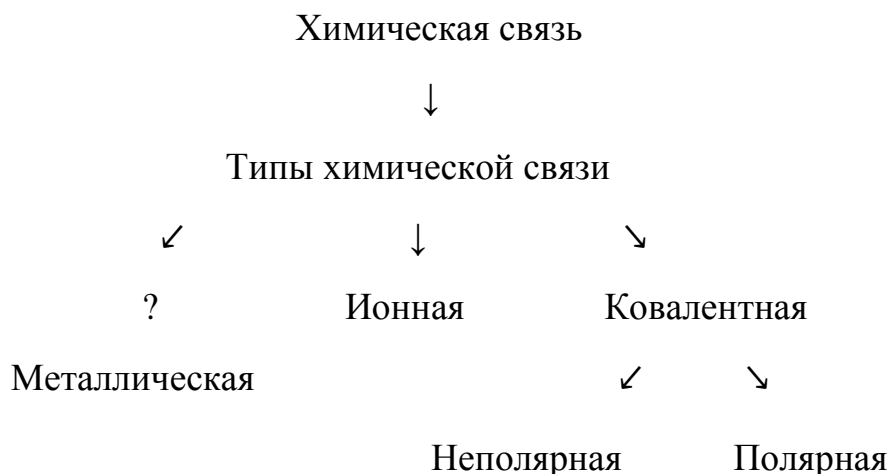 Химическая связь
↓
Типы химической связи
↙ ↓ ↘
? Ионная Ковалентная
Металлическая ↙ ↘
Неполярная Полярная